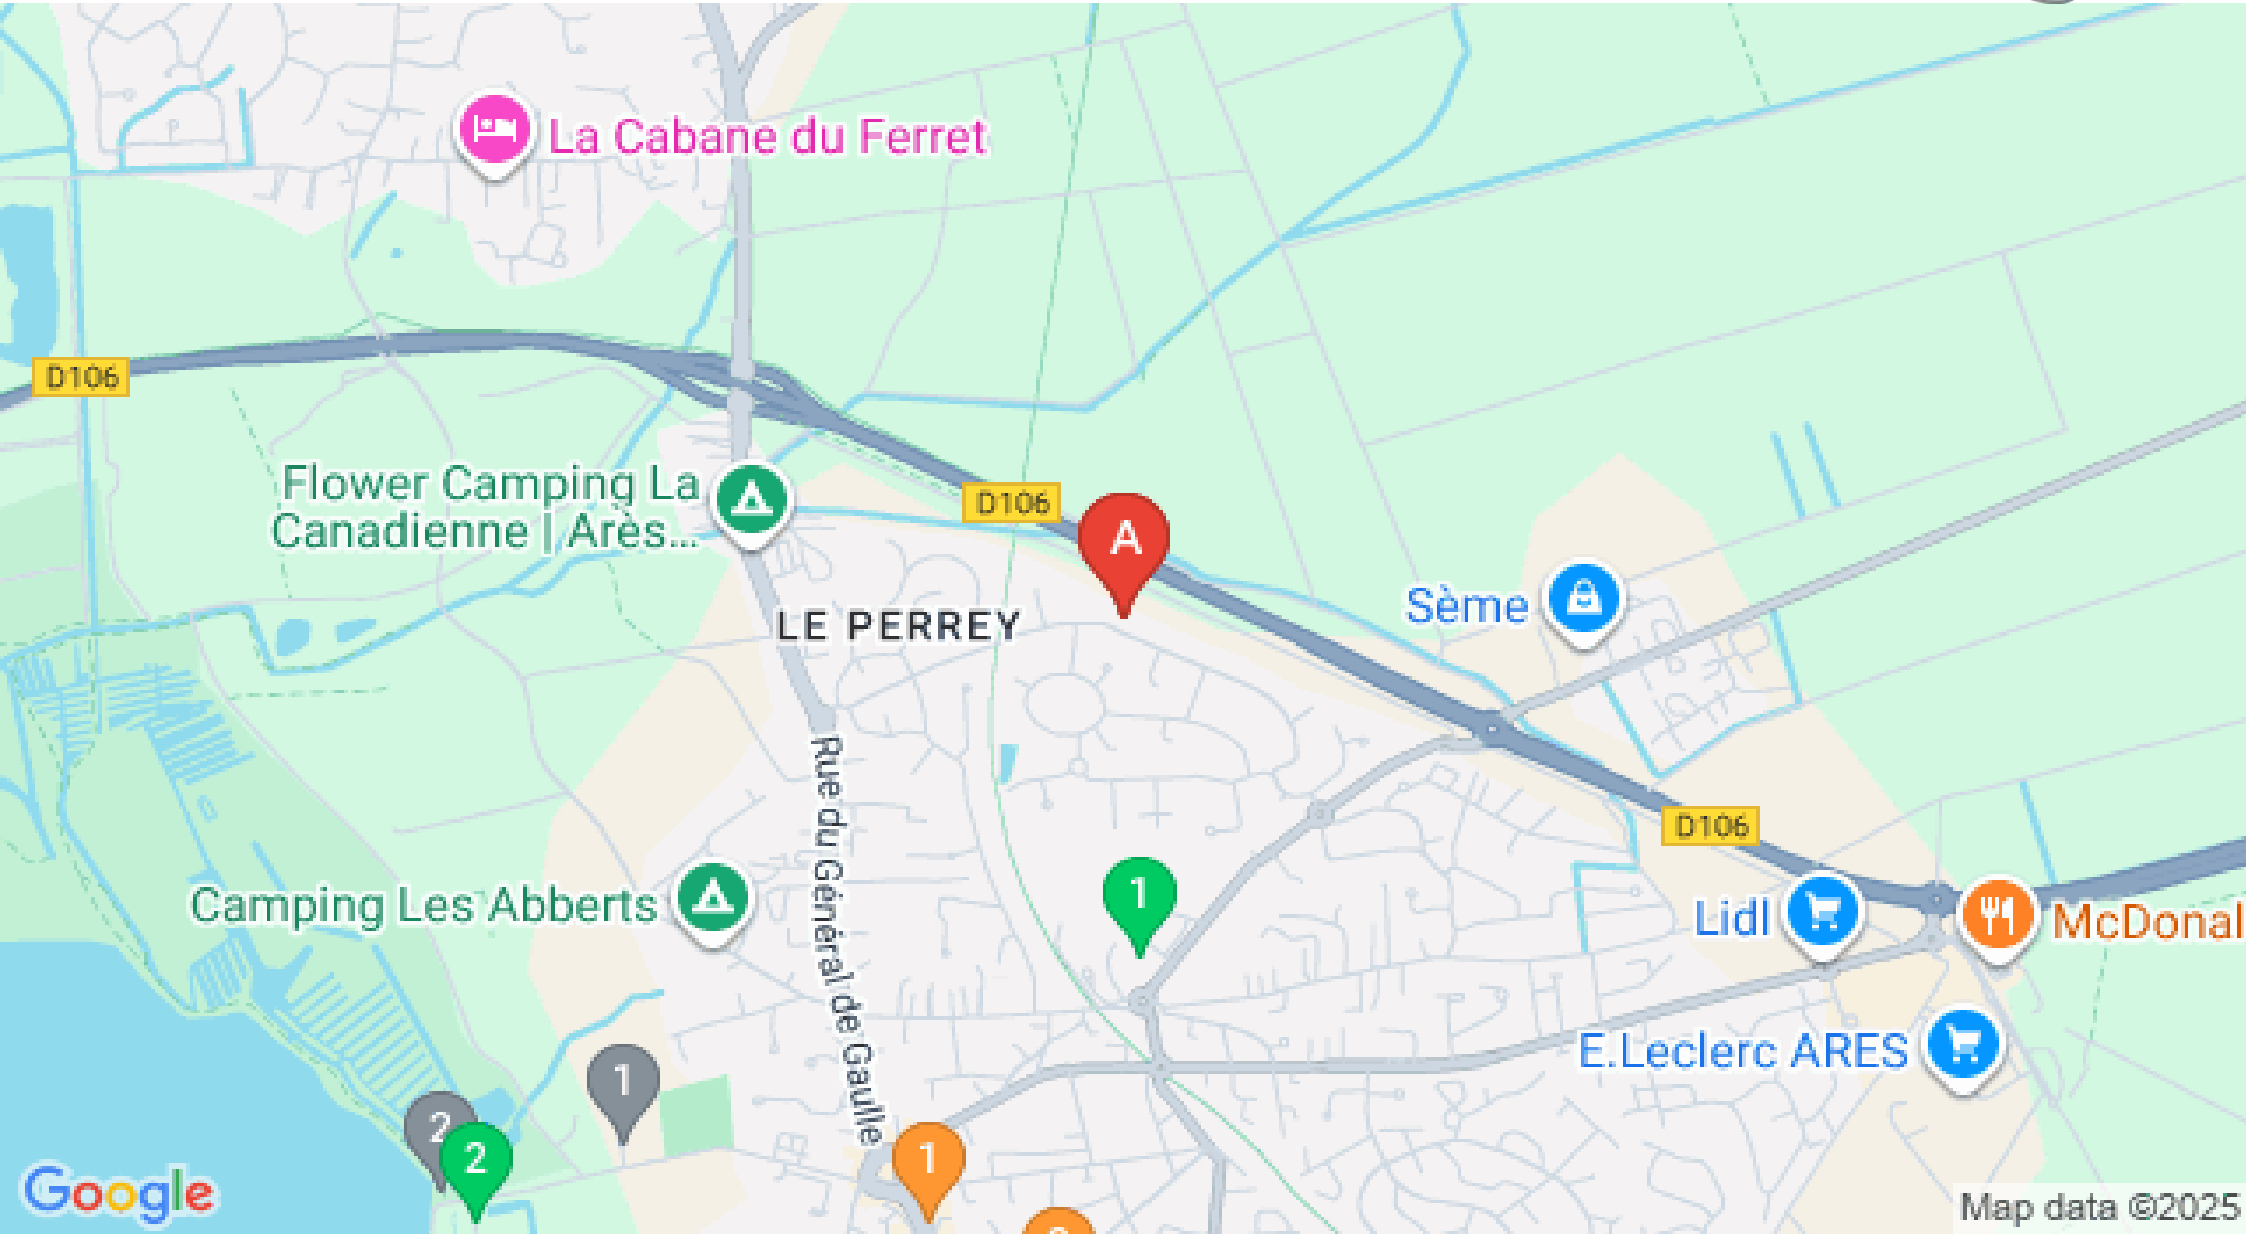 La Cabane du Ferret
D106
Flower Camping La
Canadienne | Arès...
D106
A
Sème
LE PERREY
Rue du Général de Gaulle
D106
1
Camping Les Abberts
Lidl
McDonal
E.Leclerc ARES
1
2
2
1
Google
Map data ©2025